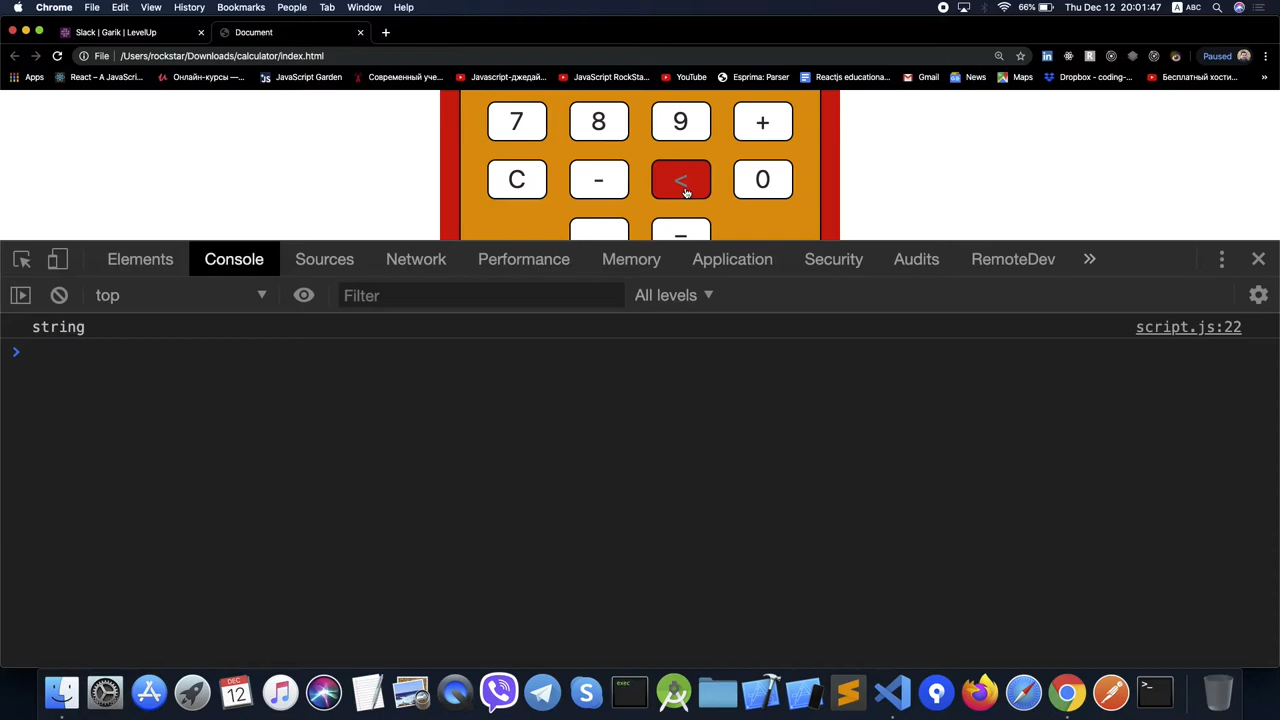 Chrome File Edit View History Bookmarks People Tab Window Help 66% Thu Dec 12 20:01:47 A ABC
Slack | Garik | LevelUp × Document × +
File | /Users/rockstar/Downloads/calculator/index.html Paused
Apps React – A JavaScri... Онлайн-курсы —... JavaScript Garden Современный уче... Javascript-джедай... JavaScript RockSta... YouTube Esprima: Parser Reactjs educationa... Gmail News Maps Dropbox - coding-... Бесплатный хости... »
7 8 9 +
C - < 0
Elements Console Sources Network Performance Memory Application Security Audits RemoteDev »
top ▼ Filter All levels ▼
string script.js:22
>
exec
12